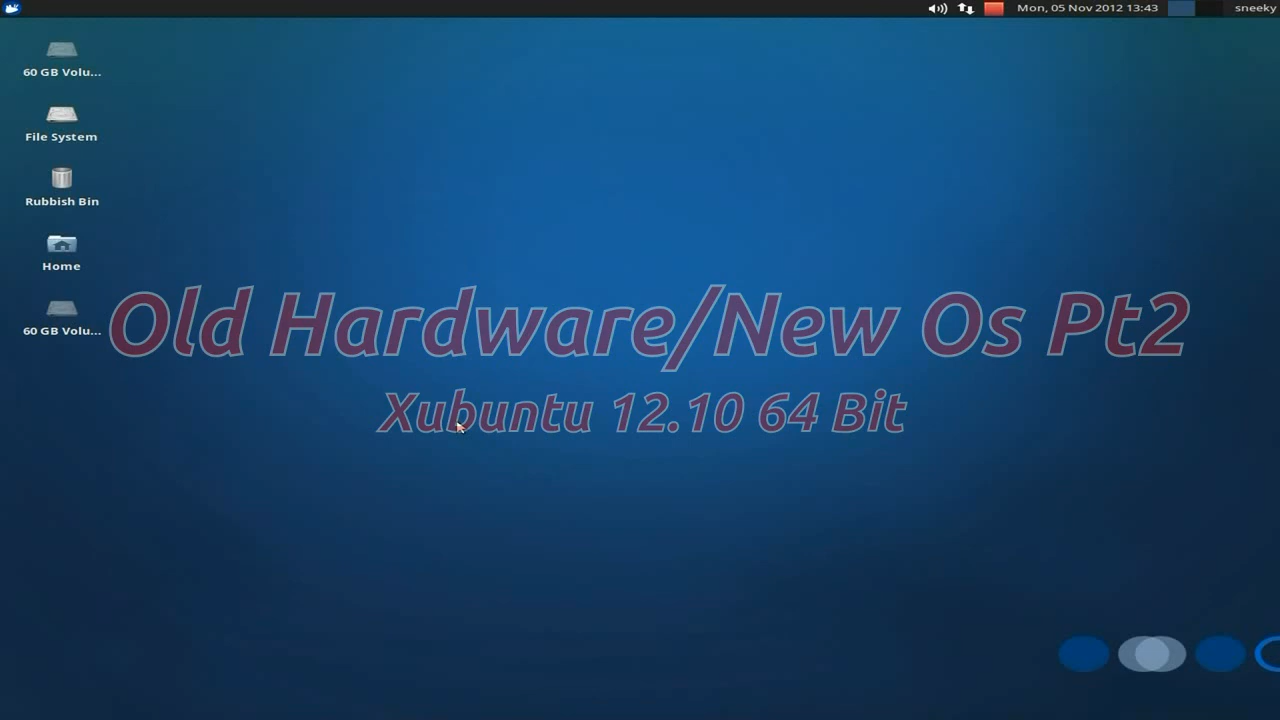 Mon, 05 Nov 2012 13:43
sneeky
60 GB Volu...
File System
Rubbish Bin
Home
60 GB Volu...
Old Hardware/New Os Pt2
Xubuntu 12.10 64 Bit